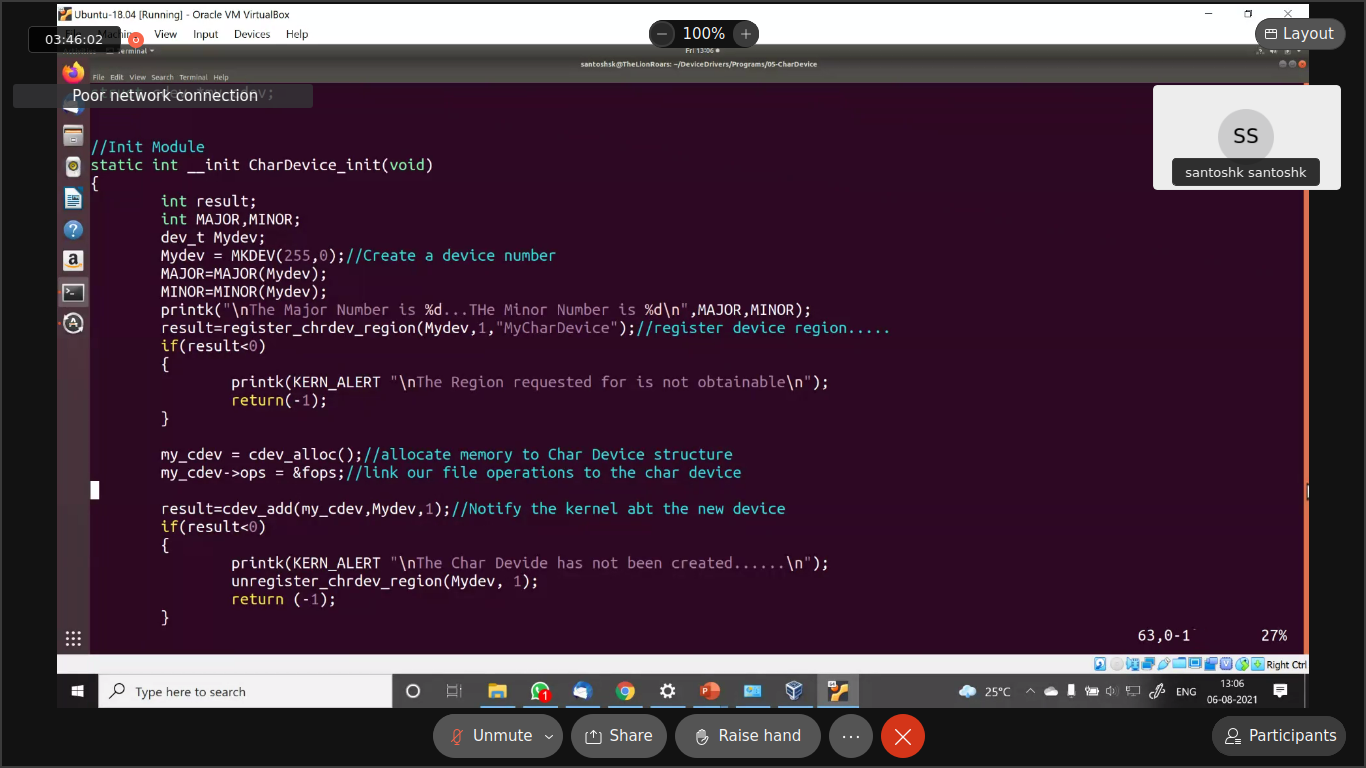 Ubuntu-18.04 [Running] - Oracle VM VirtualBox
03:46:02
View Input Devices Help
100%
Layout
Fri 13:06
santoshsk@TheLionRoars: ~/DeviceDrivers/Programs/05-CharDevice
File Edit View Search Terminal Help
Poor network connection
SS
santoshk santoshk
//Init Module
static int __init CharDevice_init(void)
{
int result;
int MAJOR,MINOR;
dev_t Mydev;
Mydev = MKDEV(255,0);//Create a device number
MAJOR=MAJOR(Mydev);
MINOR=MINOR(Mydev);
printk("\nThe Major Number is %d...THe Minor Number is %d\n",MAJOR,MINOR);
result=register_chrdev_region(Mydev,1,"MyCharDevice");//register device region.....
if(result<0)
{
printk(KERN_ALERT "\nThe Region requested for is not obtainable\n");
return(-1);
}
my_cdev = cdev_alloc();//allocate memory to Char Device structure
my_cdev->ops = &fops;//link our file operations to the char device
result=cdev_add(my_cdev,Mydev,1);//Notify the kernel abt the new device
if(result<0)
{
printk(KERN_ALERT "\nThe Char Devide has not been created......\n");
unregister_chrdev_region(Mydev, 1);
return (-1);
}
63,0-1 27%
Right Ctrl
Type here to search
1
25°C
ENG
13:06
06-08-2021
Unmute
Share
Raise hand
Participants